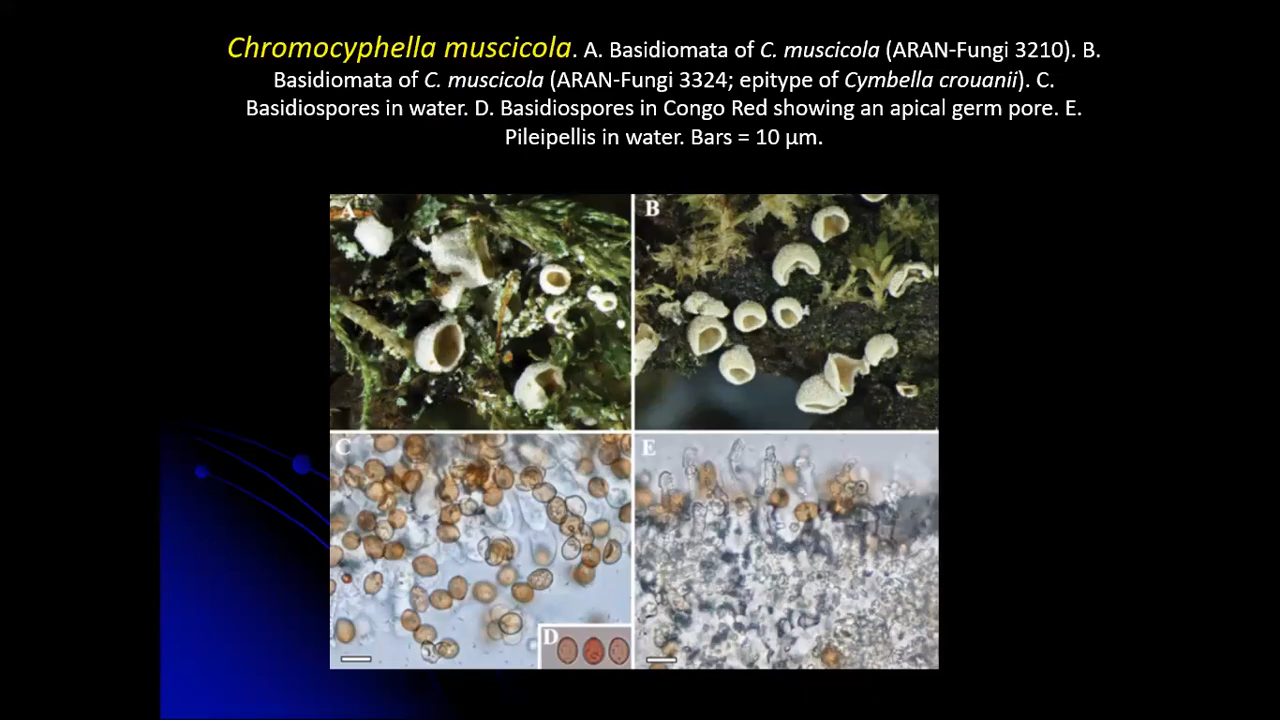 Chromocyphella muscicola. A. Basidiomata of C. muscicola (ARAN-Fungi 3210). B.
Basidiomata of C. muscicola (ARAN-Fungi 3324; epitype of Cymbella crouanii). C.
Basidiospores in water. D. Basidiospores in Congo Red showing an apical germ pore. E.
Pileipellis in water. Bars = 10 μm.
A
B
C
E
D